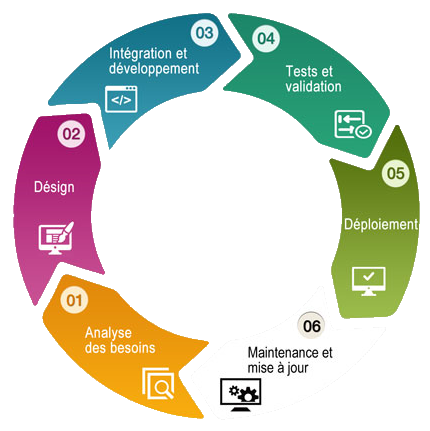 01
Analyse
des besoins
02
Désign
03
Intégration et
développement
</>
04
Tests et
validation
05
Déploiement
06
Maintenance et
mise à jour